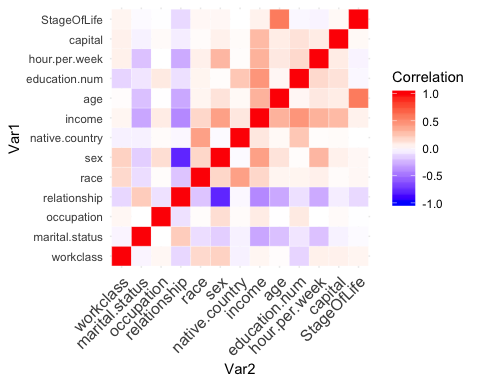 StageOfLife
capital
hour.per.week
education.num
age
income
native.country
sex
race
relationship
occupation
marital.status
workclass
Var1
workclass
marital.status
occupation
relationship
race
sex
native.country
income
age
education.num
hour.per.week
capital
StageOfLife
Var2
Correlation
1.0
0.5
0.0
-0.5
-1.0